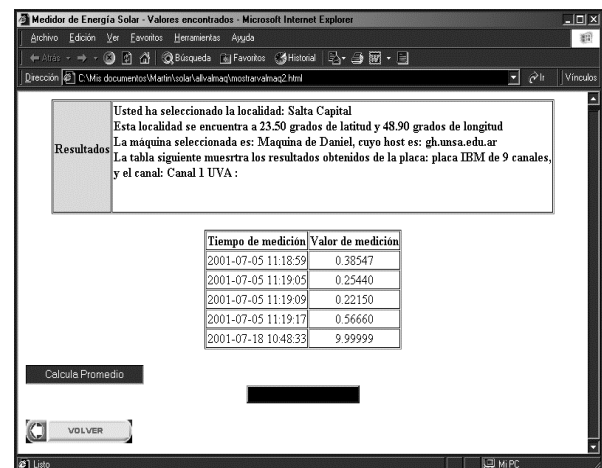 Medidor de Energía Solar - Valores encontrados - Microsoft Internet Explorer
Archivo Edición Ver Favoritos Herramientas Ayuda
Atrás Búsqueda Favoritos Historial
Dirección C:\Mis documentos\Martin\solar\allvalmaq\mostrarvalmaq2.html Ir Vínculos
Usted ha seleccionado la localidad: Salta Capital
Esta localidad se encuentra a 23.50 grados de latitud y 48.90 grados de longitud
La máquina seleccionada es: Maquina de Daniel, cuyo host es: gh.unsa.edu.ar
Resultados
La tabla siguiente muesrtra los resultados obtenidos de la placa: placa IBM de 9 canales,
y el canal: Canal 1 UVA :
Tiempo de medición Valor de medición
2001-07-05 11:18:59 0.38547
2001-07-05 11:19:05 0.25440
2001-07-05 11:19:09 0.22150
2001-07-05 11:19:17 0.56660
2001-07-18 10:48:33 9.99999
Calcula Promedio
VOLVER
Listo Mi PC